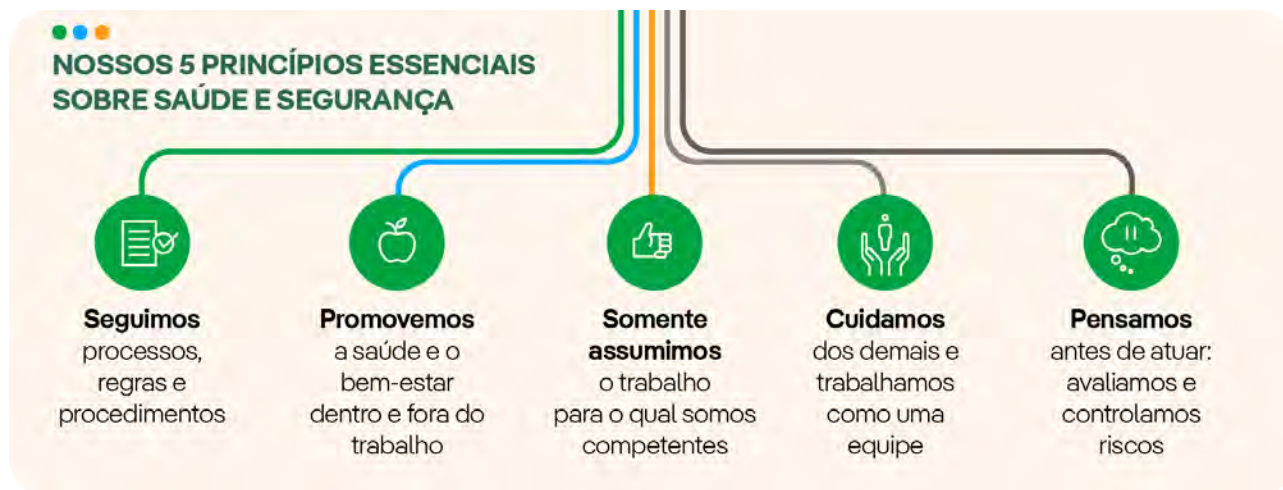 NOSSOS 5 PRINCÍPIOS ESSENCIAIS
SOBRE SAÚDE E SEGURANÇA
Seguimos
processos,
regras e
procedimentos
Promovemos
a saúde e o
bem-estar
dentro e fora do
trabalho
Somente
assumimos
o trabalho
para o qual somos
competentes
Cuidamos
dos demais e
trabalhamos
como uma
equipe
Pensamos
antes de atuar:
avaliamos e
controlamos
riscos